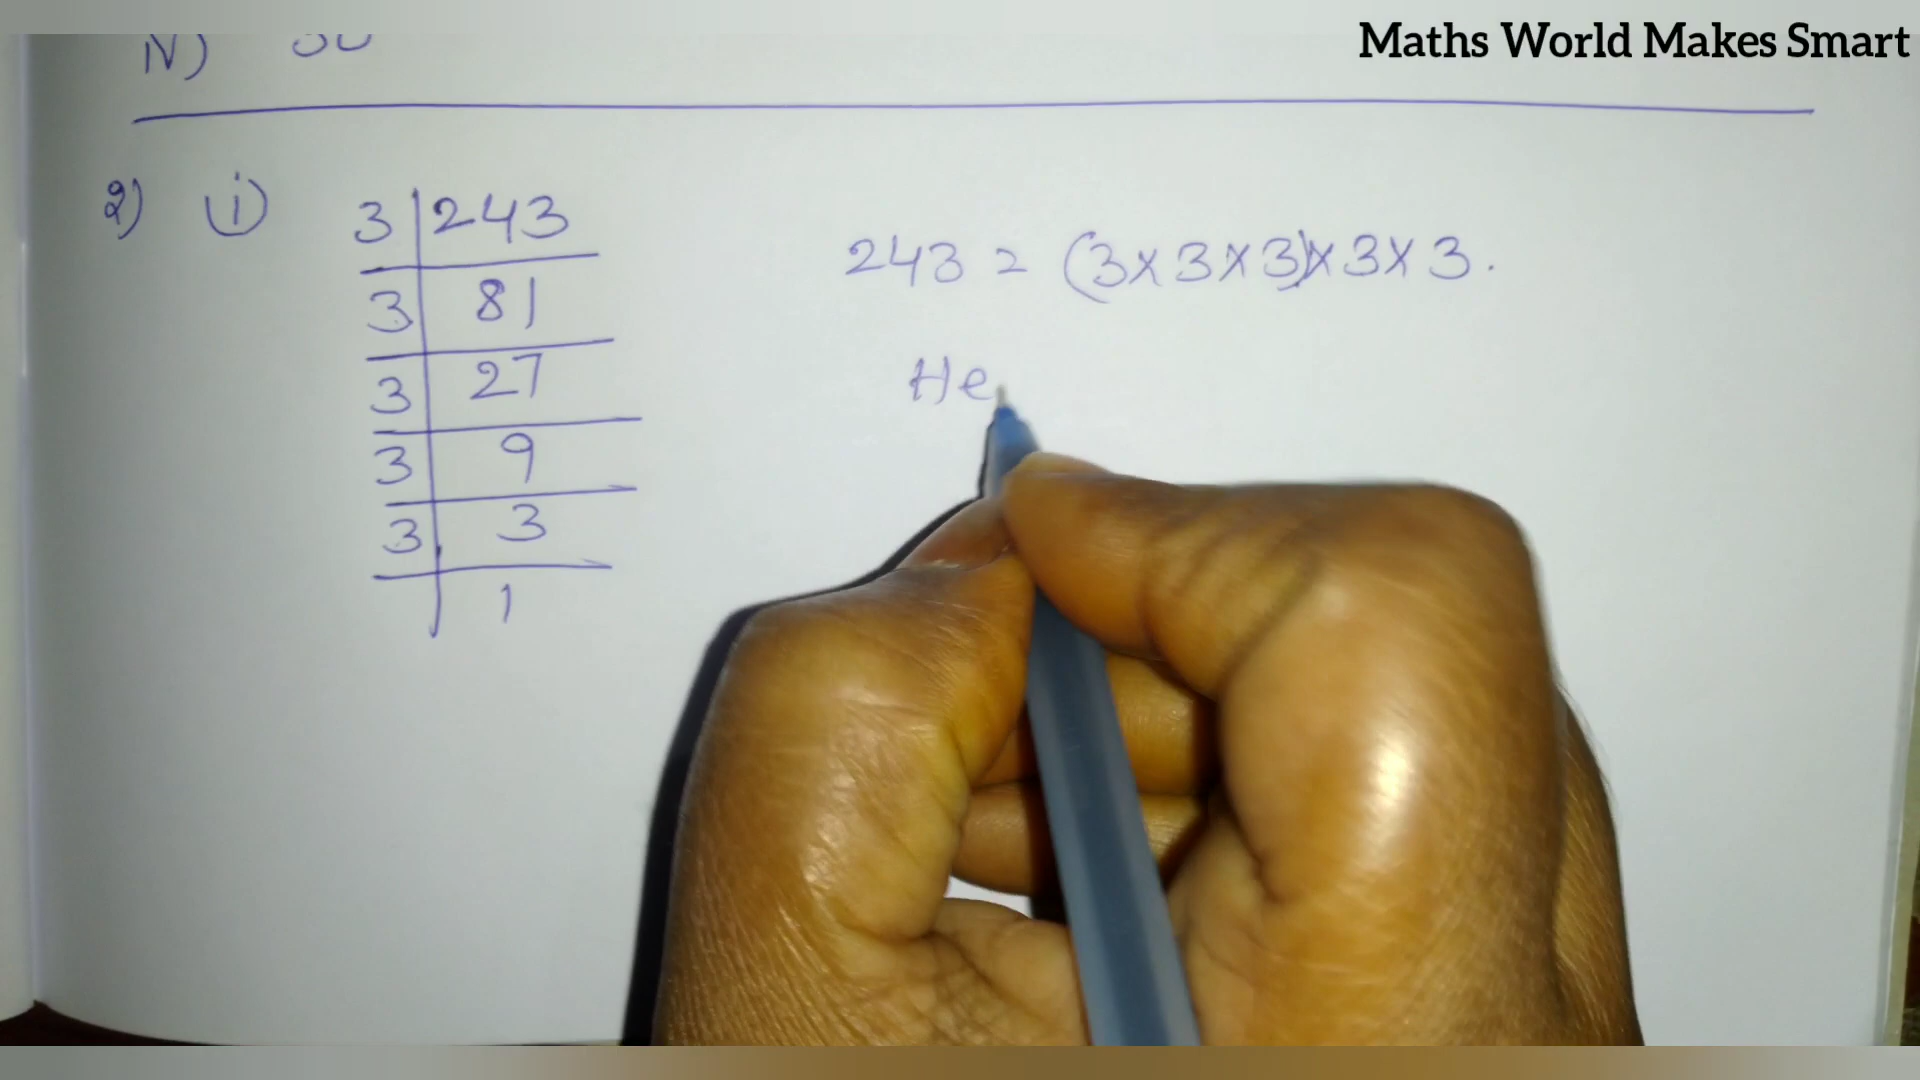 Maths World Makes Smart
iv)
2) i) 3 | 243
3 | 81
3 | 27
3 | 9
3 | 3
1
243 = (3×3×3)×3×3.
He